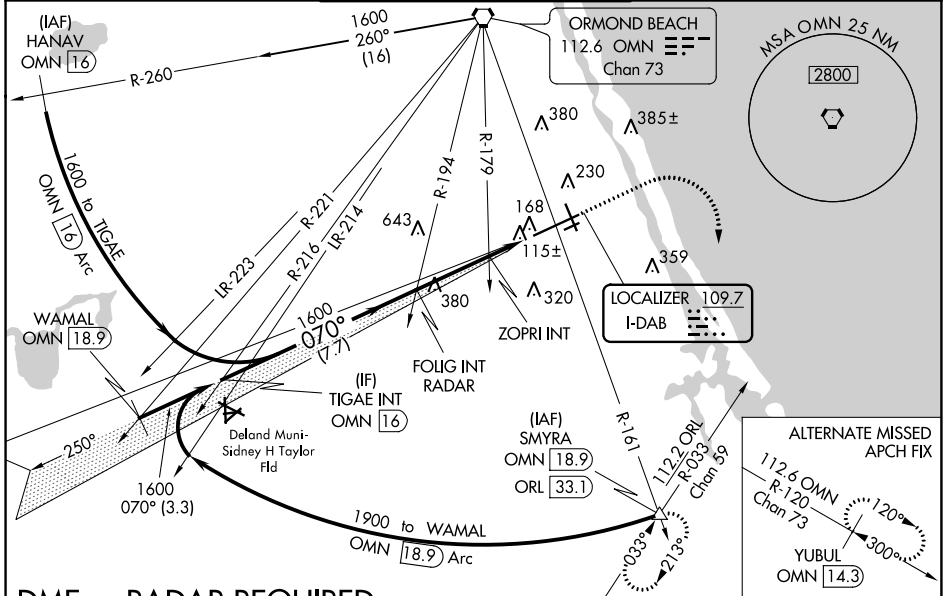 (IAF)
HANAV
OMN 16
1600
260°
(16)
R-260
ORMOND BEACH
112.6 OMN
Chan 73
MSA OMN 25 NM
2800
1600 to TIGAE
OMN 16 Arc
R-194
R-179
380
385±
230
168
643
115±
359
LR-223
R-221
R-216
LR-214
380
320
ZOPRI INT
LOCALIZER 109.7
I-DAB
WAMAL
OMN 18.9
1600
070°
(7.7)
FOLIG INT
RADAR
(IF)
TIGAE INT
OMN 16
R-161
(IAF)
SMYRA
OMN 18.9
ORL 33.1
112.2 ORL
R-033
Chan 59
Deland Muni-
Sidney H Taylor
Fld
250°
1600
070° (3.3)
1900 to WAMAL
OMN 18.9 Arc
033°
213°
ALTERNATE MISSED
APCH FIX
112.6 OMN
R-120
Chan 73
120°
300°
YUBUL
OMN 14.3